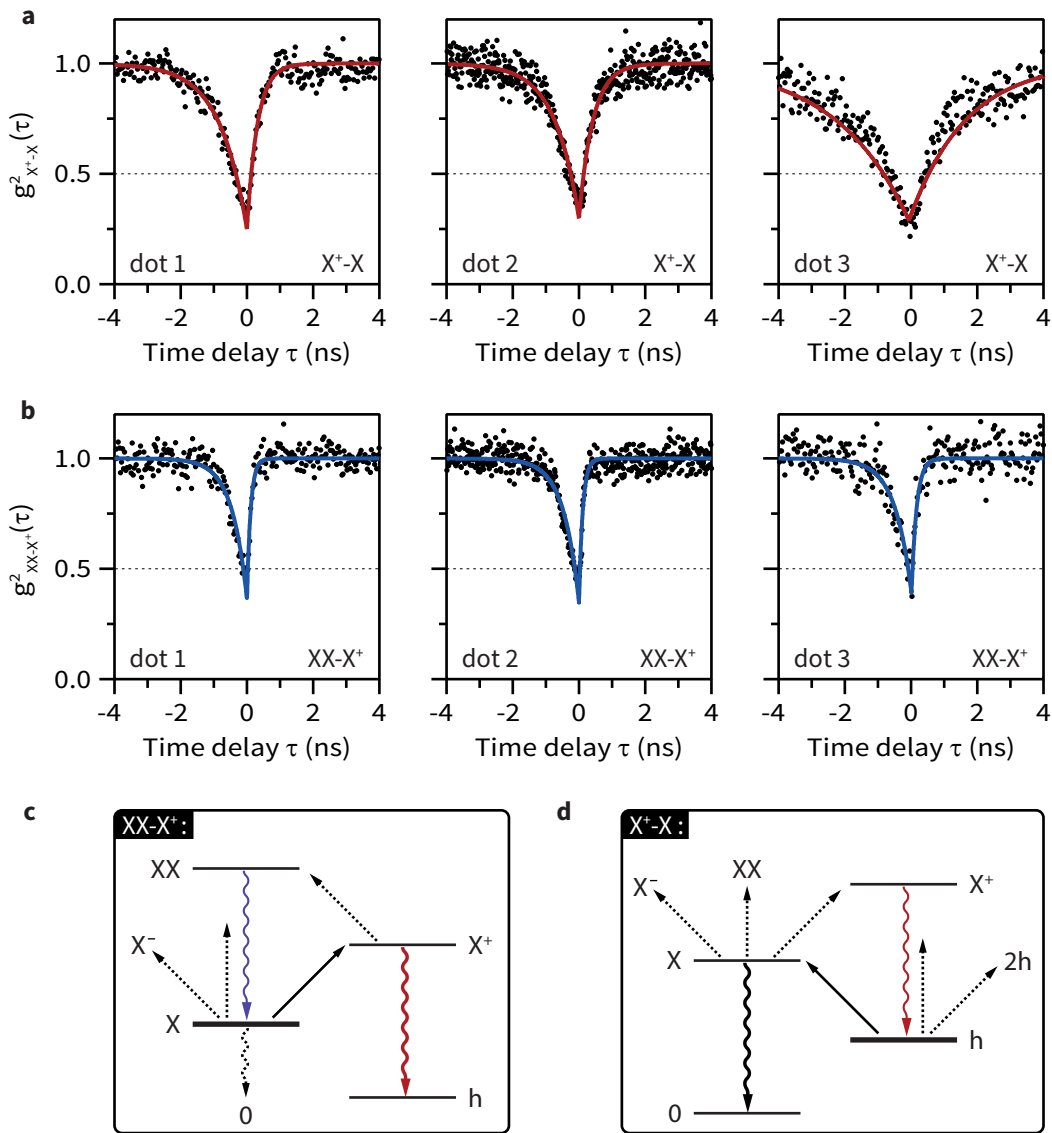 a
g²X⁺-X (τ)
1.0
0.5
0.0
dot 1 X⁺-X
dot 2 X⁺-X
dot 3 X⁺-X
-4 -2 0 2 4
-4 -2 0 2 4
-4 -2 0 2 4
Time delay τ (ns)
Time delay τ (ns)
Time delay τ (ns)
b
g²XX-X⁺(τ)
1.0
0.5
0.0
dot 1 XX-X⁺
dot 2 XX-X⁺
dot 3 XX-X⁺
-4 -2 0 2 4
-4 -2 0 2 4
-4 -2 0 2 4
Time delay τ (ns)
Time delay τ (ns)
Time delay τ (ns)
c
XX-X⁺:
XX
X⁻
X⁺
X
0
h
d
X⁺-X :
X⁻
XX
X⁺
X
2h
h
0